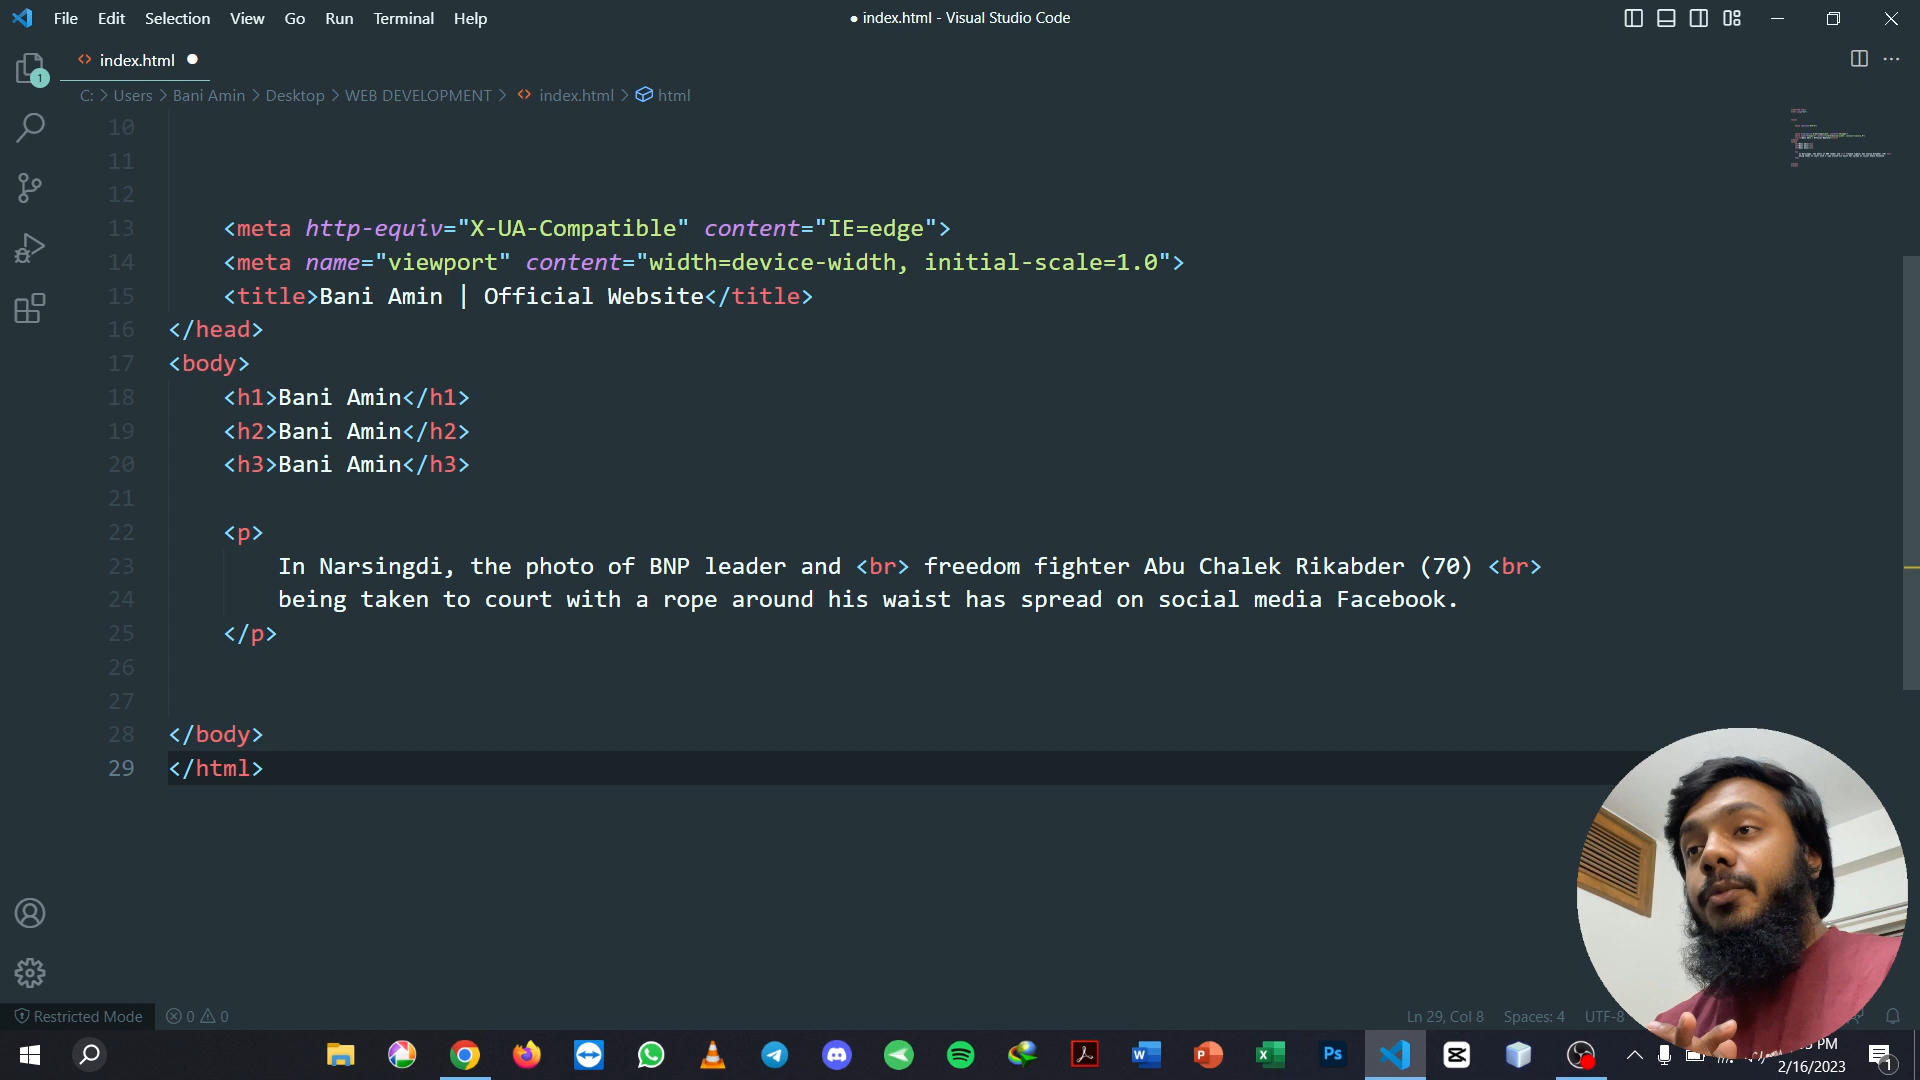 File Edit Selection View Go Run Terminal Help
● index.html - Visual Studio Code
index.html
1
C: > Users > Bani Amin > Desktop > WEB DEVELOPMENT > index.html > html
10
11
12
13 <meta http-equiv="X-UA-Compatible" content="IE=edge">
14 <meta name="viewport" content="width=device-width, initial-scale=1.0">
15 <title>Bani Amin | Official Website</title>
16 </head>
17 <body>
18 <h1>Bani Amin</h1>
19 <h2>Bani Amin</h2>
20 <h3>Bani Amin</h3>
21
22 <p>
23 In Narsingdi, the photo of BNP leader and <br> freedom fighter Abu Chalek Rikabder (70) <br>
24 being taken to court with a rope around his waist has spread on social media Facebook.
25 </p>
26
27
28 </body>
29 </html>
Restricted Mode 0 0
Ln 29, Col 8 Spaces: 4 UTF-8
Ps
PM
2/16/2023
1